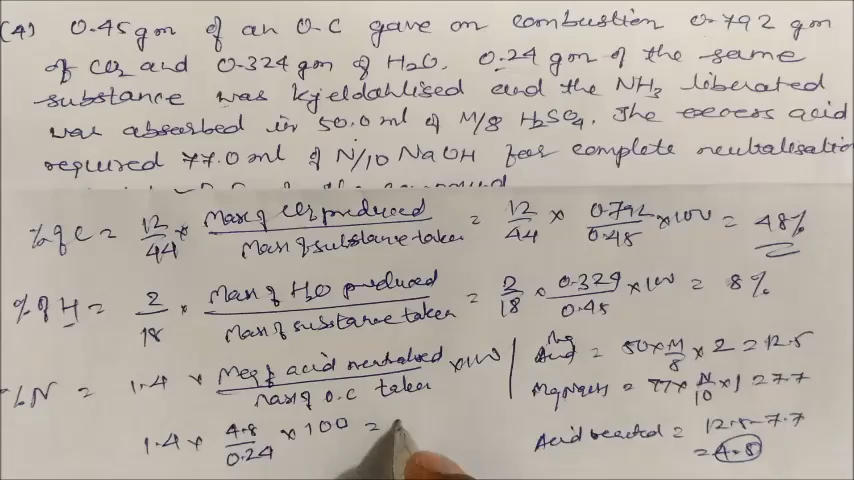 (4) 0.45gm of an O.C gave on combustion 0.792 gm
of CO2 and 0.324 gm of H2O. 0.24 gm of the same
substance was kjeldahlised and the NH3 liberated
was absorbed in 50.0 ml of M/8 H2SO4. The excess acid
required 77.0 ml of N/10 NaOH for complete neutralisation
% of C = 12/44 × Mass of CO2 produced/Mass of substance taken = 12/44 × 0.792/0.45 × 100 = 48%
% of H = 2/18 × Mass of H2O produced/Mass of substance taken = 2/18 × 0.324/0.45 × 100 = 8%
%N = 1.4 × Meq of acid neutralised/Mass of O.C taken × 100
1.4 × 4.8/0.24 × 100 =
Meq Acid = 50 × M/8 × 2 = 12.5
Meq NaOH = 77 × N/10 × 1 = 7.7
Acid reacted = 12.5 - 7.7
= 4.8